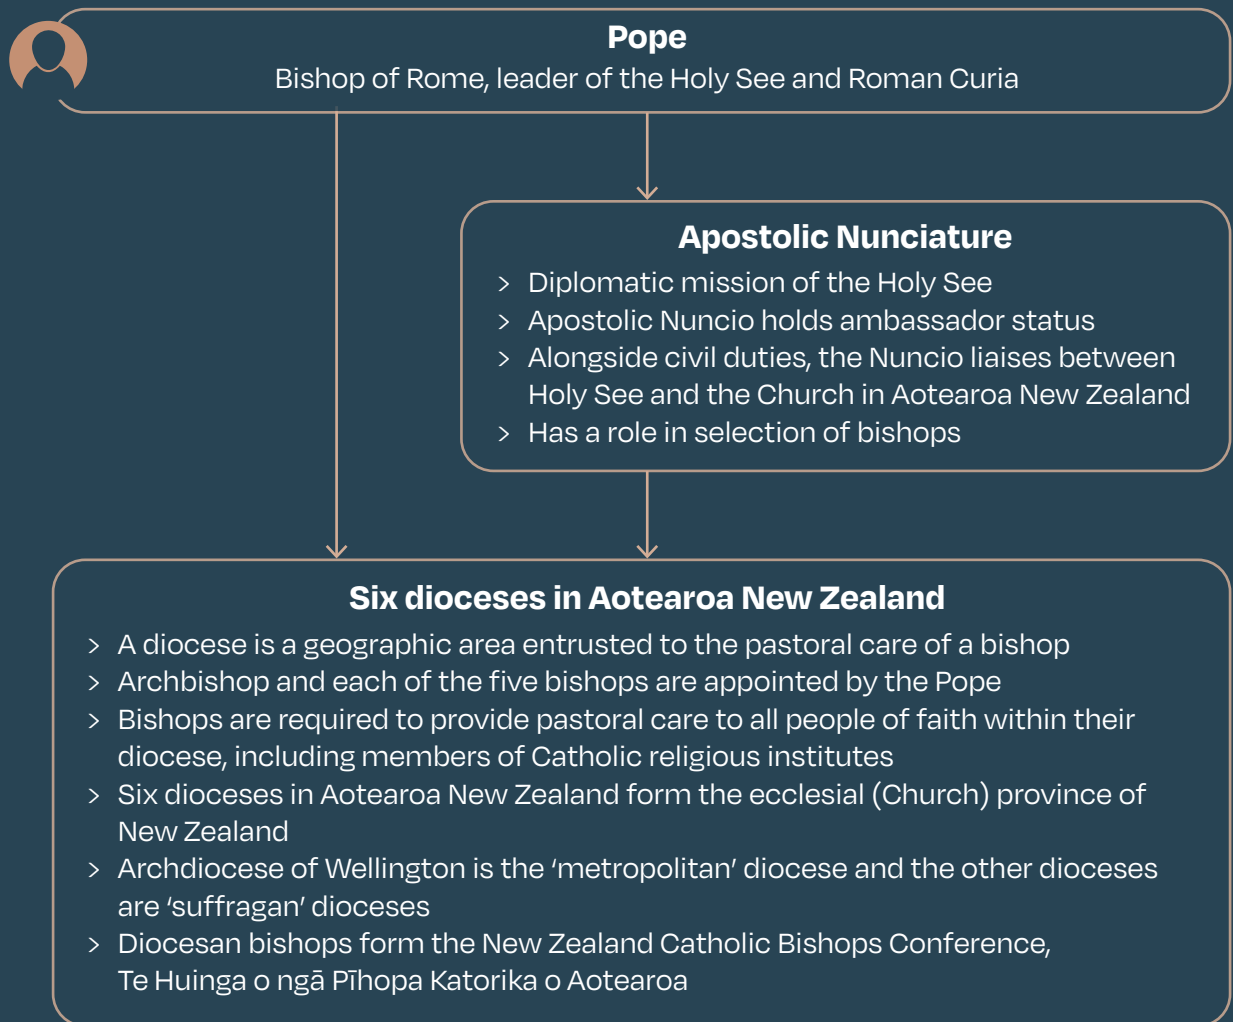 Pope
Bishop of Rome, leader of the Holy See and Roman Curia
Apostolic Nunciature
> Diplomatic mission of the Holy See
> Apostolic Nuncio holds ambassador status
> Alongside civil duties, the Nuncio liaises between
Holy See and the Church in Aotearoa New Zealand
> Has a role in selection of bishops
Six dioceses in Aotearoa New Zealand
> A diocese is a geographic area entrusted to the pastoral care of a bishop
> Archbishop and each of the five bishops are appointed by the Pope
> Bishops are required to provide pastoral care to all people of faith within their
diocese, including members of Catholic religious institutes
> Six dioceses in Aotearoa New Zealand form the ecclesial (Church) province of
New Zealand
> Archdiocese of Wellington is the ‘metropolitan’ diocese and the other dioceses
are ‘suffragan’ dioceses
> Diocesan bishops form the New Zealand Catholic Bishops Conference,
Te Huinga o ngā Pīhopa Katorika o Aotearoa